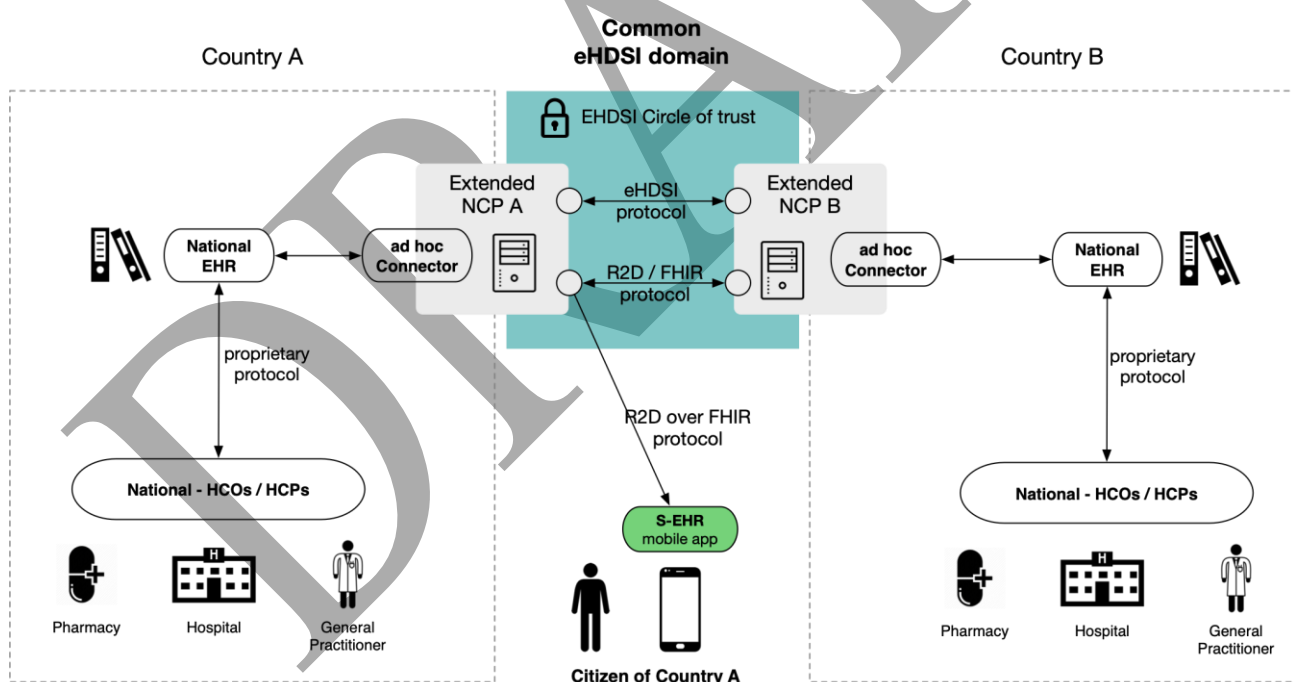 Country A
Common
eHDSI domain
Country B
EHDSI Circle of trust
Extended
NCP A
eHDSI
protocol
Extended
NCP B
National
EHR
ad hoc
Connector
R2D / FHIR
protocol
ad hoc
Connector
National
EHR
proprietary
protocol
R2D over FHIR
protocol
proprietary
protocol
National - HCOs / HCPs
National - HCOs / HCPs
S-EHR
mobile app
H
H
Pharmacy
Hospital
General
Practitioner
Citizen of Country A
Pharmacy
Hospital
General
Practitioner
DRAFT